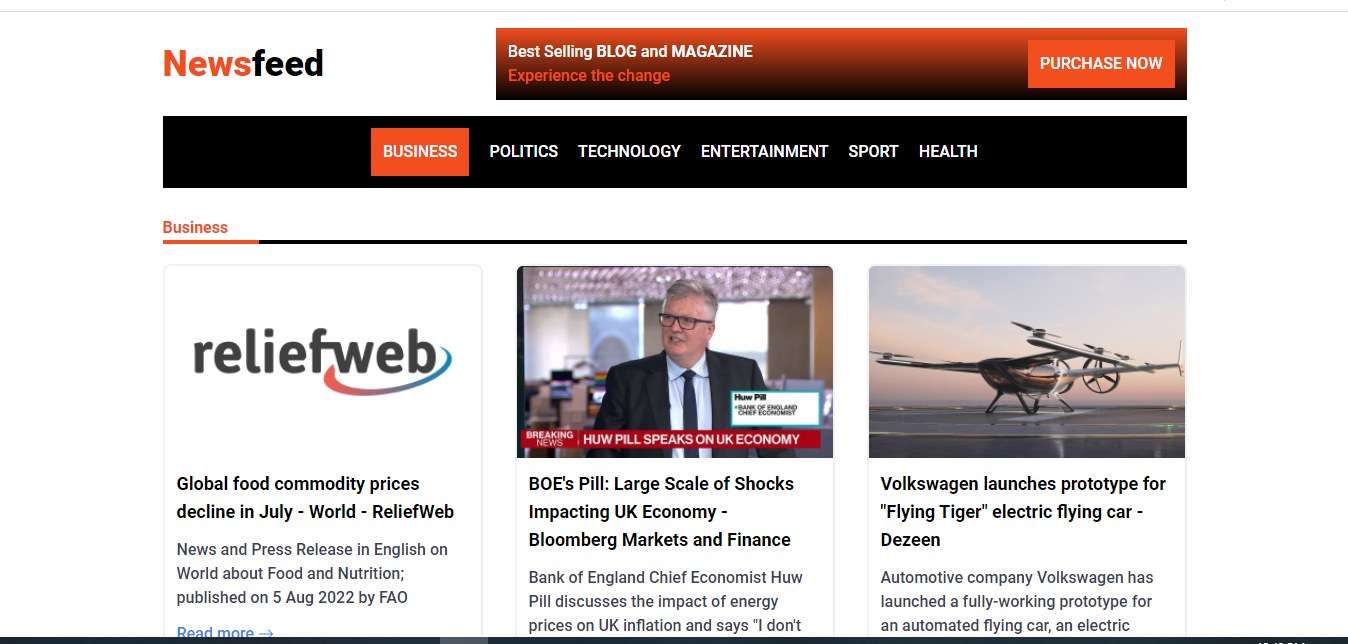 Newsfeed
Best Selling BLOG and MAGAZINE
Experience the change
PURCHASE NOW
BUSINESS POLITICS TECHNOLOGY ENTERTAINMENT SPORT HEALTH
Business
reliefweb
Huw Pill
BANK OF ENGLAND
CHIEF ECONOMIST
BREAKING
NEWS
HUW PILL SPEAKS ON UK ECONOMY
Global food commodity prices
decline in July - World - ReliefWeb
News and Press Release in English on
World about Food and Nutrition;
published on 5 Aug 2022 by FAO
Read more →
BOE's Pill: Large Scale of Shocks
Impacting UK Economy -
Bloomberg Markets and Finance
Bank of England Chief Economist Huw
Pill discusses the impact of energy
prices on UK inflation and says "I don't
Volkswagen launches prototype for
"Flying Tiger" electric flying car -
Dezeen
Automotive company Volkswagen has
launched a fully-working prototype for
an automated flying car, an electric